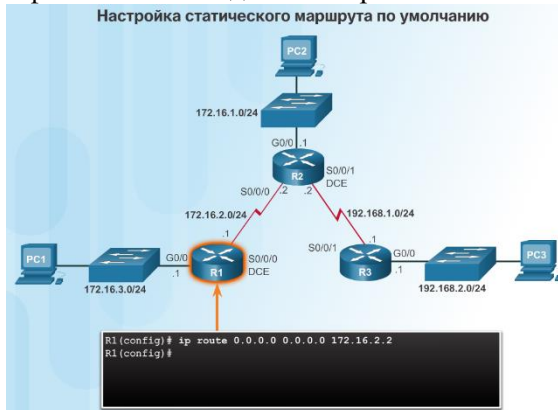 Настройка статического маршрута по умолчанию
PC2
172.16.1.0/24
G0/0 .1
R2
S0/0/1
DCE
S0/0/0
.2 .2
172.16.2.0/24
192.168.1.0/24
.1
.1
PC1
G0/0
.1
R1
S0/0/0
DCE
172.16.3.0/24
S0/0/1
R3
G0/0
.1
PC3
192.168.2.0/24
R1(config)# ip route 0.0.0.0 0.0.0.0 172.16.2.2
R1(config)#